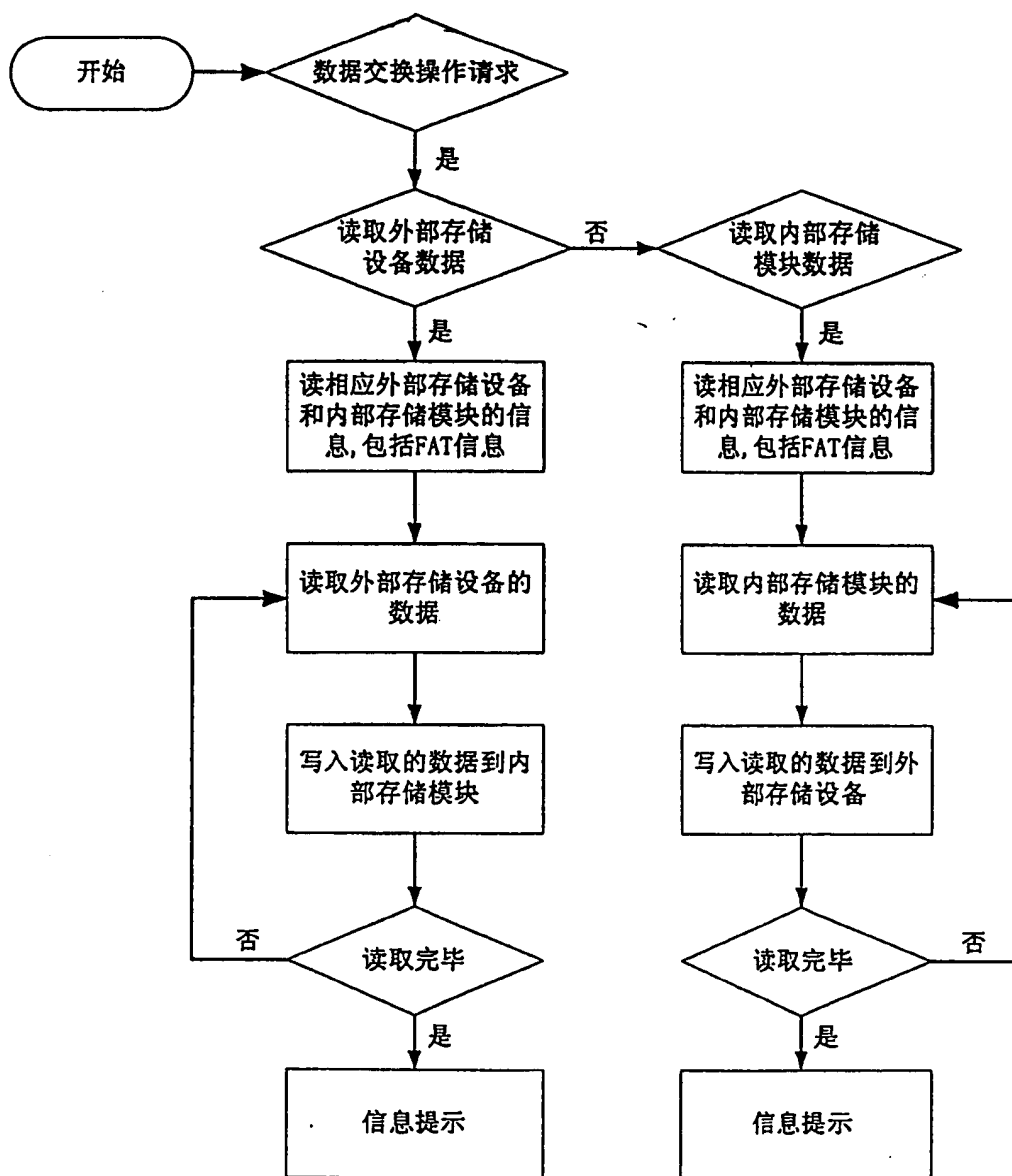 开始
数据交换操作请求
是
读取外部存储
设备数据
否
读取内部存储
模块数据
是
是
读相应外部存储设备
和内部存储模块的信
息,包括FAT信息
读相应外部存储设备
和内部存储模块的信
息,包括FAT信息
读取外部存储设备的
数据
读取内部存储模块的
数据
写入读取的数据到内
部存储模块
写入读取的数据到外
部存储设备
否
读取完毕
读取完毕
否
是
是
信息提示
信息提示